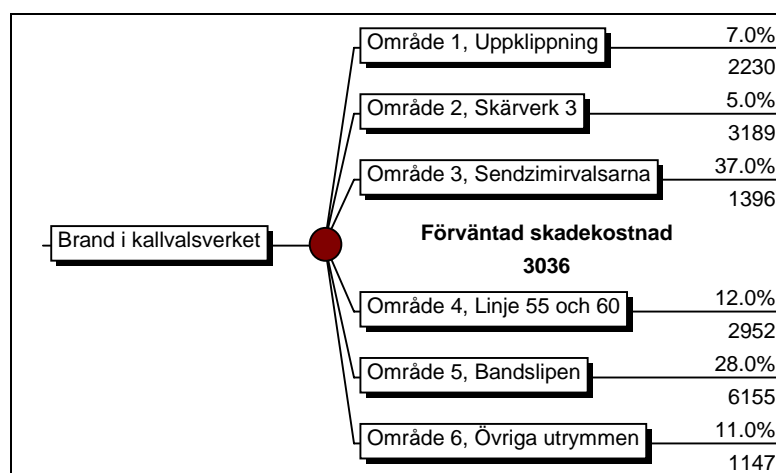 Område 1, Uppklippning 7.0%
2230
Område 2, Skärverk 3 5.0%
3189
Område 3, Sendzimirvalsarna 37.0%
1396
Brand i kallvalsverket
Förväntad skadekostnad
3036
Område 4, Linje 55 och 60 12.0%
2952
Område 5, Bandslipen 28.0%
6155
Område 6, Övriga utrymmen 11.0%
1147